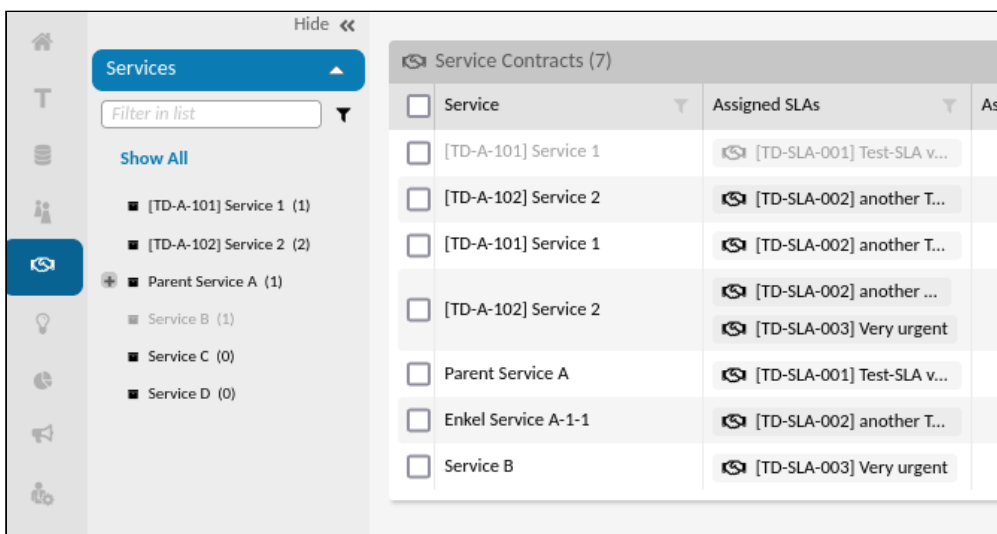 Hide
Services
Filter in list
Show All
[TD-A-101] Service 1 (1)
[TD-A-102] Service 2 (2)
Parent Service A (1)
Service B (1)
Service C (0)
Service D (0)
Service Contracts (7)
Service Assigned SLAs As
[TD-A-101] Service 1 [TD-SLA-001] Test-SLA v...
[TD-A-102] Service 2 [TD-SLA-002] another T...
[TD-A-101] Service 1 [TD-SLA-002] another T...
[TD-A-102] Service 2 [TD-SLA-002] another ...
[TD-SLA-003] Very urgent
Parent Service A [TD-SLA-001] Test-SLA v...
Enkel Service A-1-1 [TD-SLA-002] another T...
Service B [TD-SLA-003] Very urgent